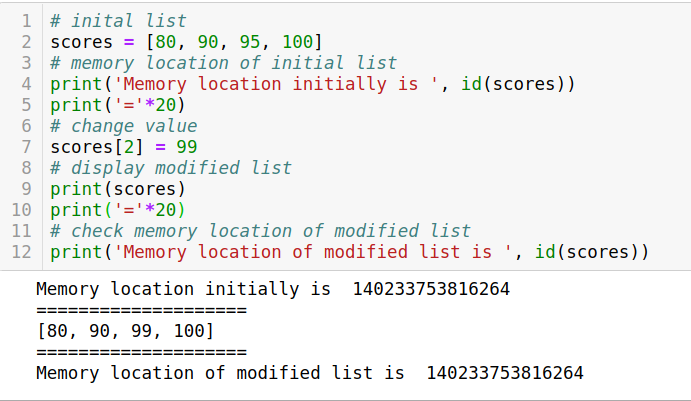 1 # inital list
2 scores = [80, 90, 95, 100]
3 # memory location of initial list
4 print('Memory location initially is ', id(scores))
5 print('='*20)
6 # change value
7 scores[2] = 99
8 # display modified list
9 print(scores)
10 print('='*20)
11 # check memory location of modified list
12 print('Memory location of modified list is ', id(scores))
Memory location initially is  140233753816264
====================
[80, 90, 99, 100]
====================
Memory location of modified list is  140233753816264